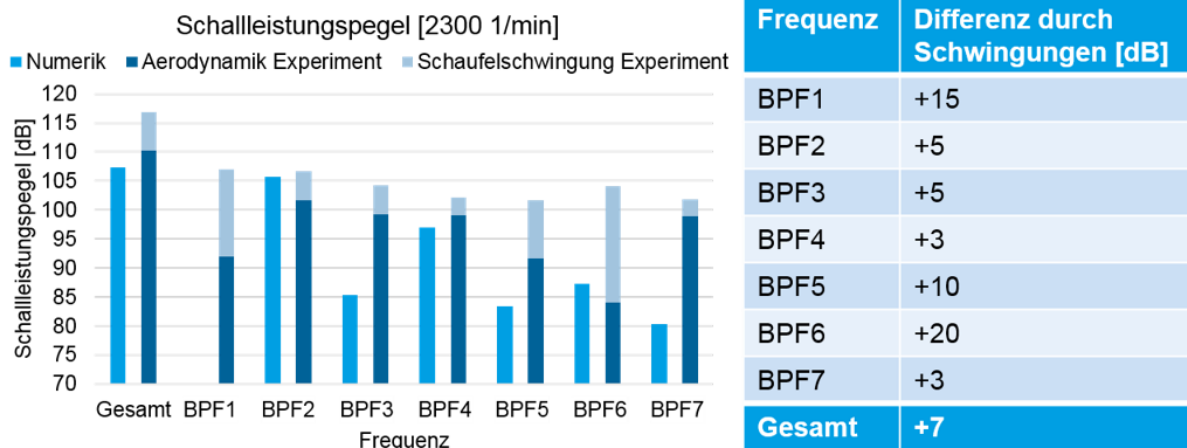 Schallleistungspegel [2300 1/min]
Numerik Aerodynamik Experiment Schaufelschwingung Experiment
Schallleistungspegel [dB]
120
115
110
105
100
95
90
85
80
75
70
Gesamt BPF1 BPF2 BPF3 BPF4 BPF5 BPF6 BPF7
Frequenz
Frequenz Differenz durch
Schwingungen [dB]
BPF1 +15
BPF2 +5
BPF3 +5
BPF4 +3
BPF5 +10
BPF6 +20
BPF7 +3
Gesamt +7